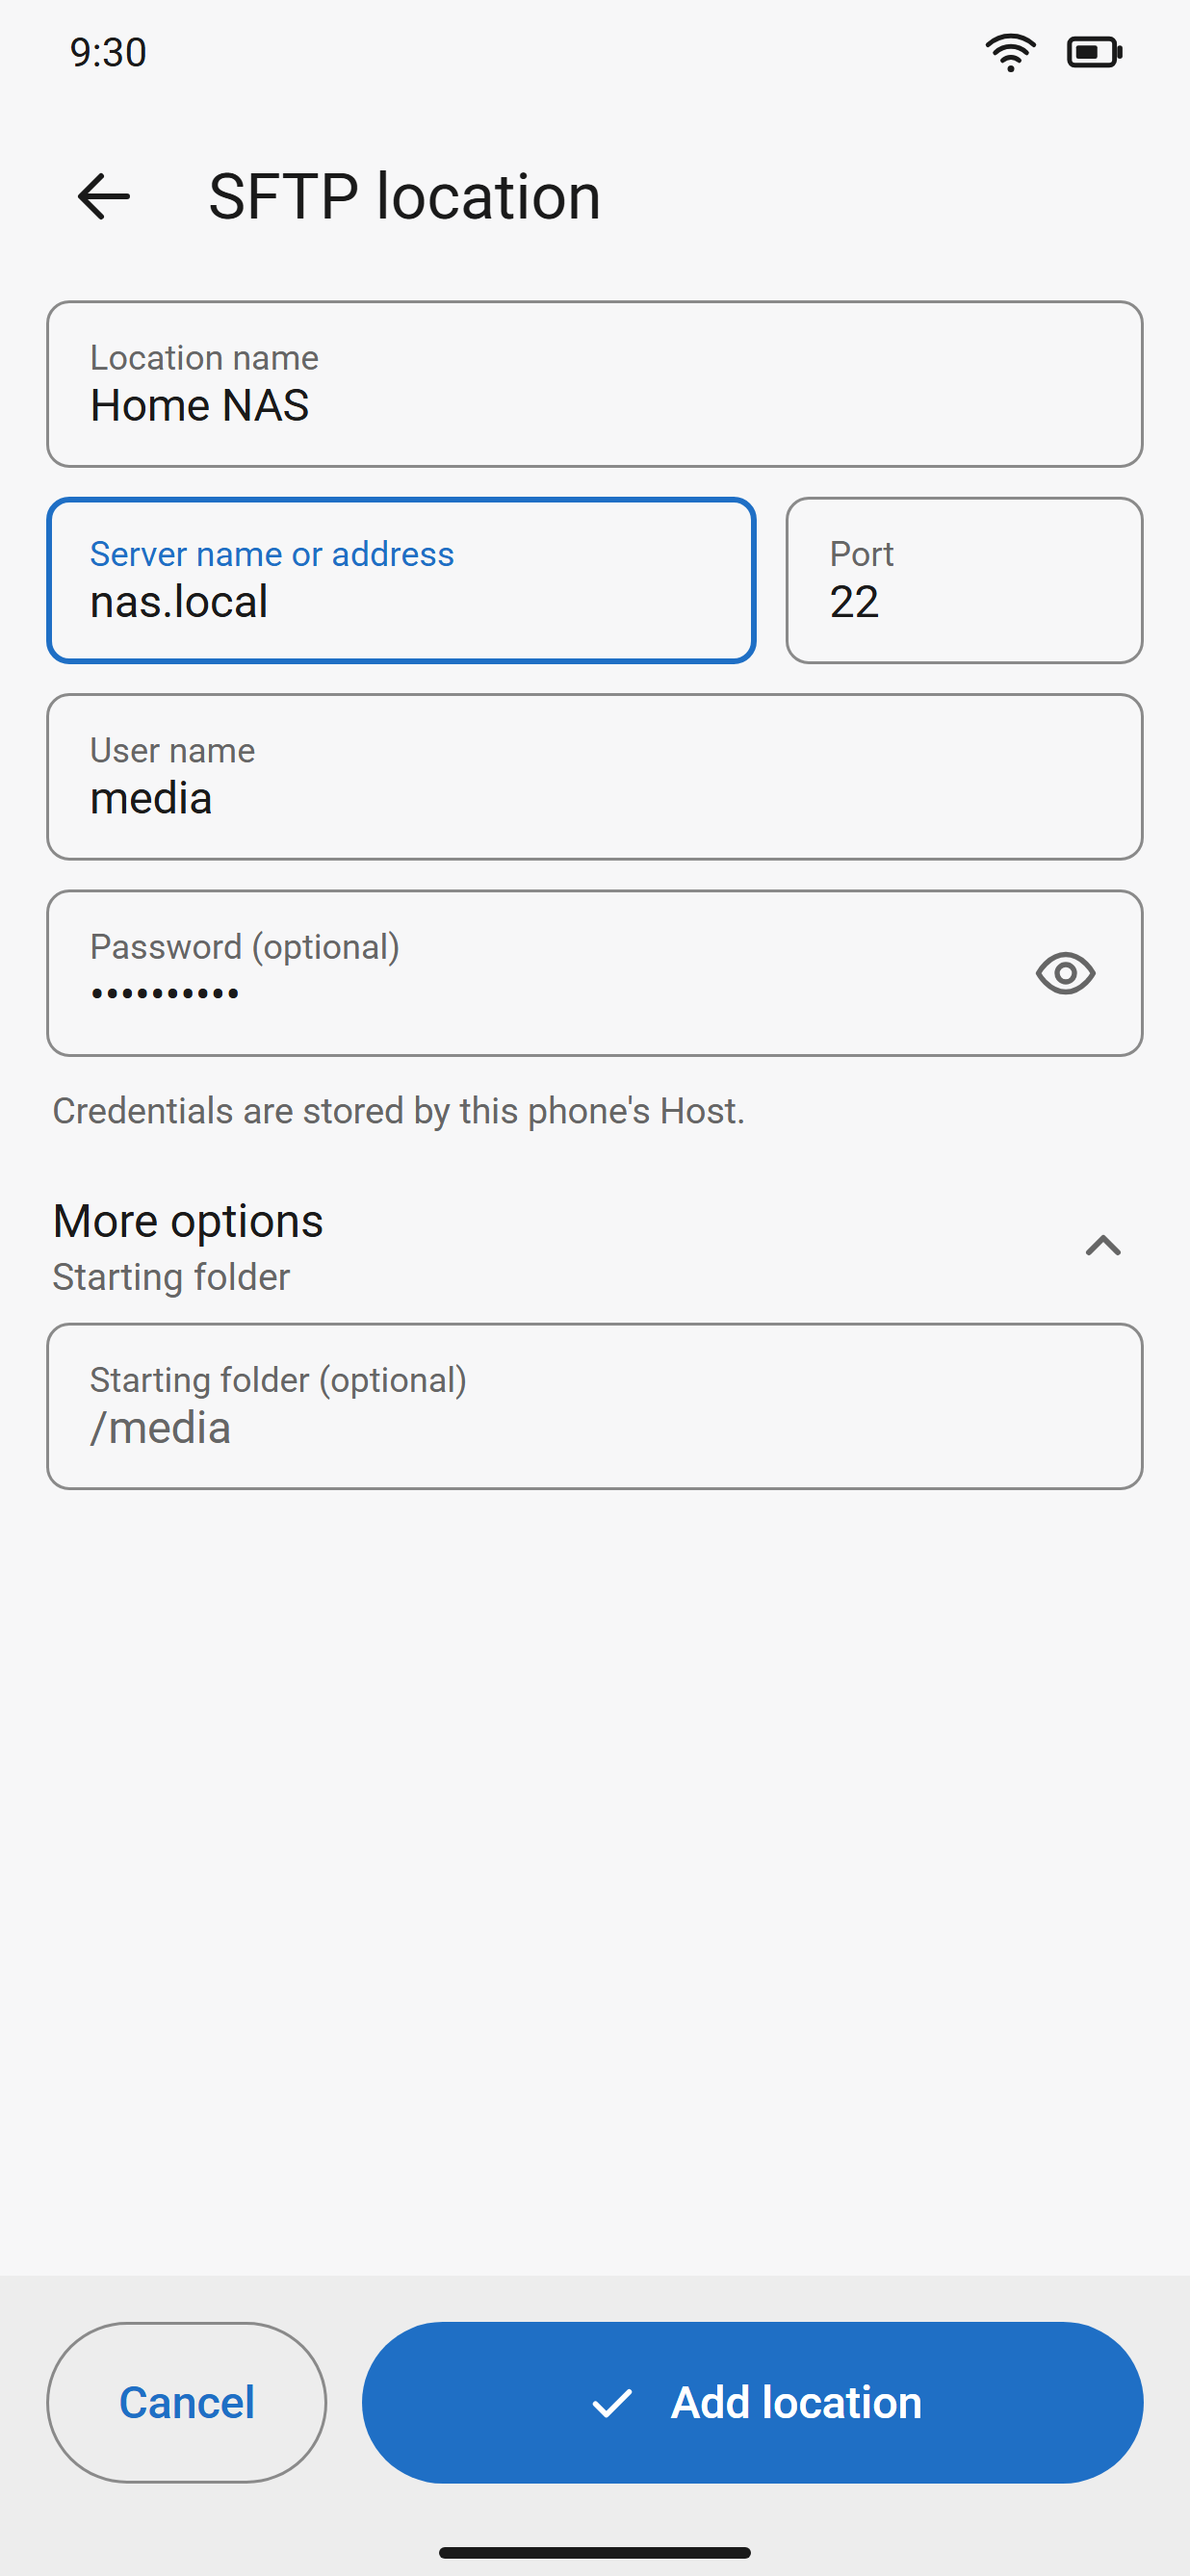 9:30
SFTP location
Location name
Home NAS
Server name or address
nas.local
Port
22
User name
media
Password (optional)
••••••••••
Credentials are stored by this phone's Host.
More options
Starting folder
Starting folder (optional)
/media
Cancel
Add location